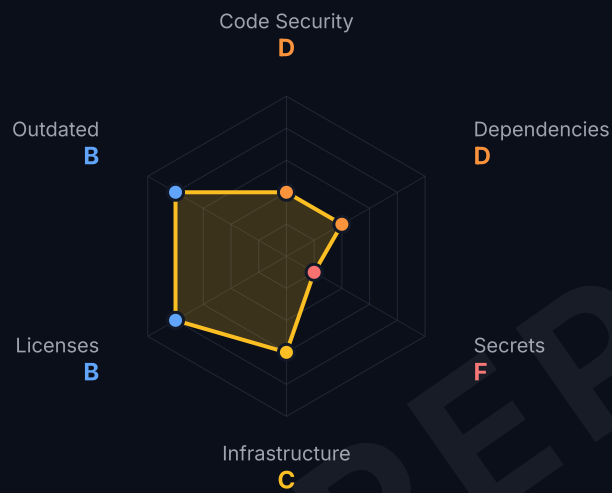 Code Security
D
Outdated
B
Dependencies
D
Licenses
B
Secrets
F
Infrastructure
C